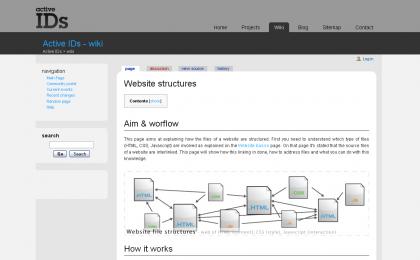 active
IDs
Home Projects Wiki Blog Sitemap Contact
Active IDs - wiki
Active IDs > wiki
Log in
page discussion view source history
navigation
Main Page
Community portal
Current events
Recent changes
Random page
Help
search
Go Search
Website structures
Contents [show]
Aim & worflow
This page aims at explaining how the files of a website are structured. First you need to understand which type of files
(HTML, CSS, Javascript) are involved as explained on the Website basics page. On that page it's stated that the source files
of a website are interlinked. This page will show how this linking in done, how to address files and what you can do with this
knowledge.
.HTML
.CSS
.HTML
.JS
.HTML
.CSS
.HTML
.CSS
.HTML
.JS
Website file structures
How it works